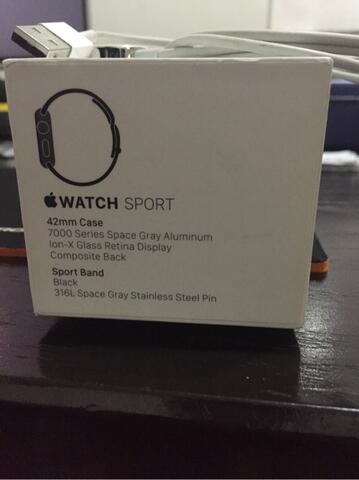 WATCH SPORT
42mm Case
7000 Series Space Gray Aluminum
Ion-X Glass Retina Display
Composite Back
Sport Band
Black
316L Space Gray Stainless Steel Pin